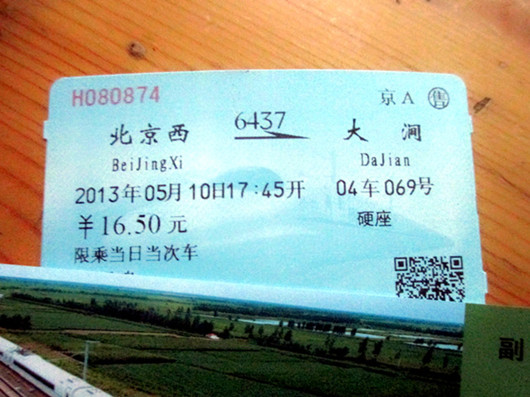 H080874 京A 售
北京西 6437 大涧
BeiJingXi DaJian
2013年05月10日17:45开 04车069号
￥16.50元 硬座
限乘当日当次车
副